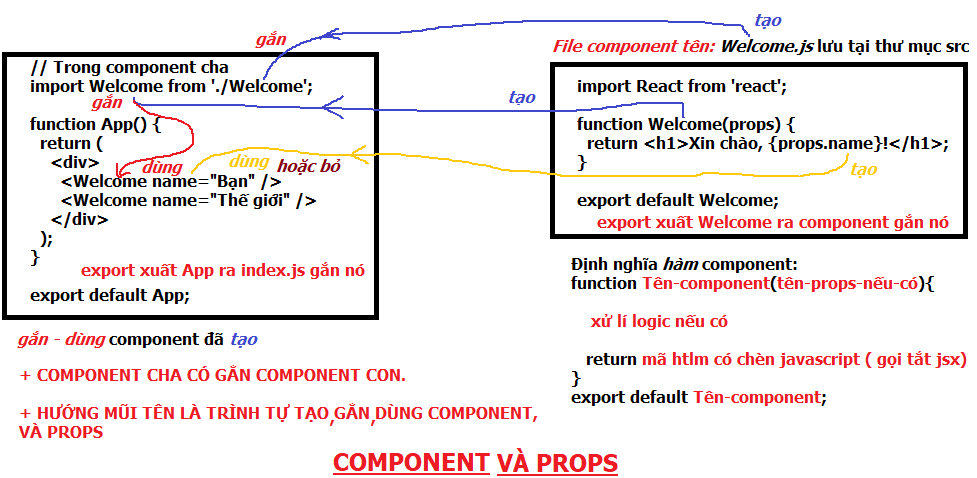 tạo
gắn
File component tên: Welcome.js lưu tại thư mục src
// Trong component cha
import Welcome from './Welcome';
gắn
function App() {
return (
<div>
dùng
dùng
hoặc bỏ
<Welcome name="Bạn" />
<Welcome name="Thế giới" />
</div>
);
}
export xuất App ra index.js gắn nó
export default App;
tạo
import React from 'react';
function Welcome(props) {
return <h1>Xin chào, {props.name}!</h1>;
}
tạo
export default Welcome;
export xuất Welcome ra component gắn nó
gắn - dùng component đã tạo
+ COMPONENT CHA CÓ GẮN COMPONENT CON.
+ HƯỚNG MŨI TÊN LÀ TRÌNH TỰ TẠO,GẮN,DÙNG COMPONENT,
VÀ PROPS
Định nghĩa hàm component:
function Tên-component(tên-props-nếu-có){
xử lí logic nếu có
return mã htlm có chèn javascript ( gọi tắt jsx)
}
export default Tên-component;
COMPONENT VÀ PROPS